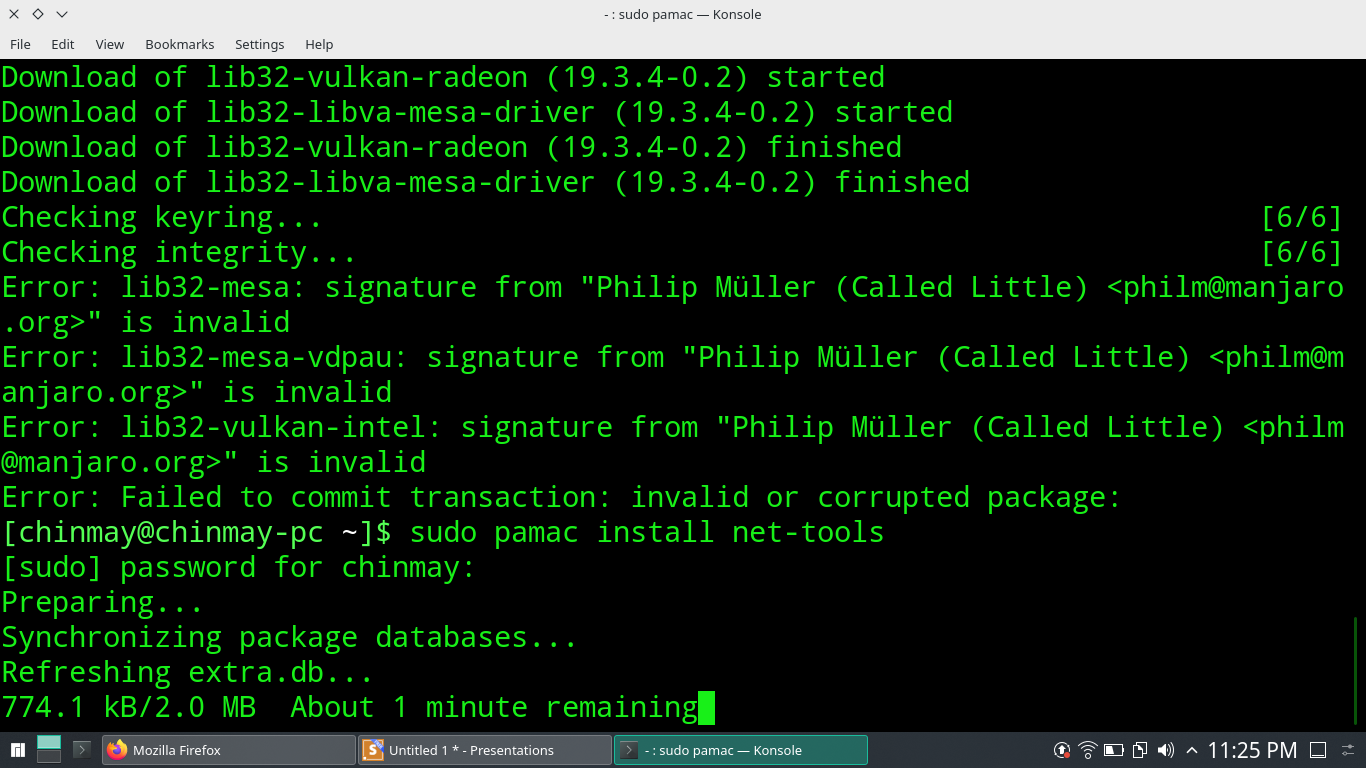 - : sudo pamac — Konsole
File Edit View Bookmarks Settings Help
Download of lib32-vulkan-radeon (19.3.4-0.2) started
Download of lib32-libva-mesa-driver (19.3.4-0.2) started
Download of lib32-vulkan-radeon (19.3.4-0.2) finished
Download of lib32-libva-mesa-driver (19.3.4-0.2) finished
Checking keyring... [6/6]
Checking integrity... [6/6]
Error: lib32-mesa: signature from "Philip Müller (Called Little) <philm@manjaro
.org>" is invalid
Error: lib32-mesa-vdpau: signature from "Philip Müller (Called Little) <philm@m
anjaro.org>" is invalid
Error: lib32-vulkan-intel: signature from "Philip Müller (Called Little) <philm
@manjaro.org>" is invalid
Error: Failed to commit transaction: invalid or corrupted package:
[chinmay@chinmay-pc ~]$ sudo pamac install net-tools
[sudo] password for chinmay:
Preparing...
Synchronizing package databases...
Refreshing extra.db...
774.1 kB/2.0 MB  About 1 minute remaining
Mozilla Firefox Untitled 1 * - Presentations - : sudo pamac — Konsole 11:25 PM